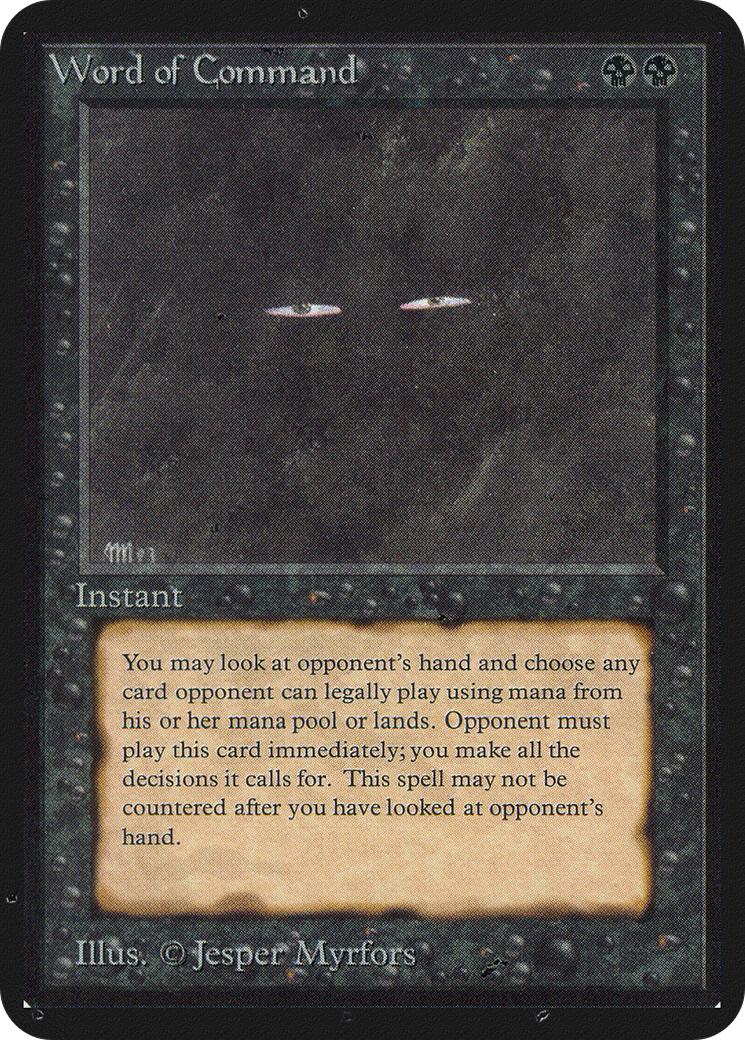 Word of Command
Instant
You may look at opponent's hand and choose any
card opponent can legally play using mana from
his or her mana pool or lands. Opponent must
play this card immediately; you make all the
decisions it calls for. This spell may not be
countered after you have looked at opponent's
hand.
Illus. © Jesper Myrfors